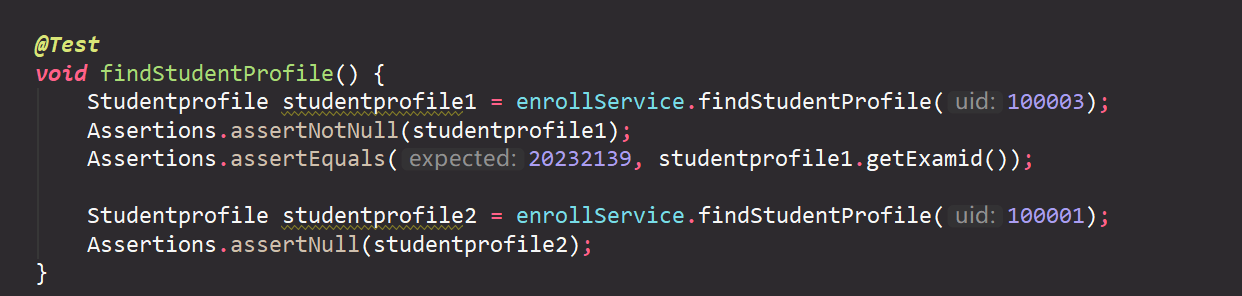 @Test
void findStudentProfile() {
    Studentprofile studentprofile1 = enrollService.findStudentProfile( uid: 100003);
    Assertions.assertNotNull(studentprofile1);
    Assertions.assertEquals( expected: 20232139, studentprofile1.getExamid());

    Studentprofile studentprofile2 = enrollService.findStudentProfile( uid: 100001);
    Assertions.assertNull(studentprofile2);
}